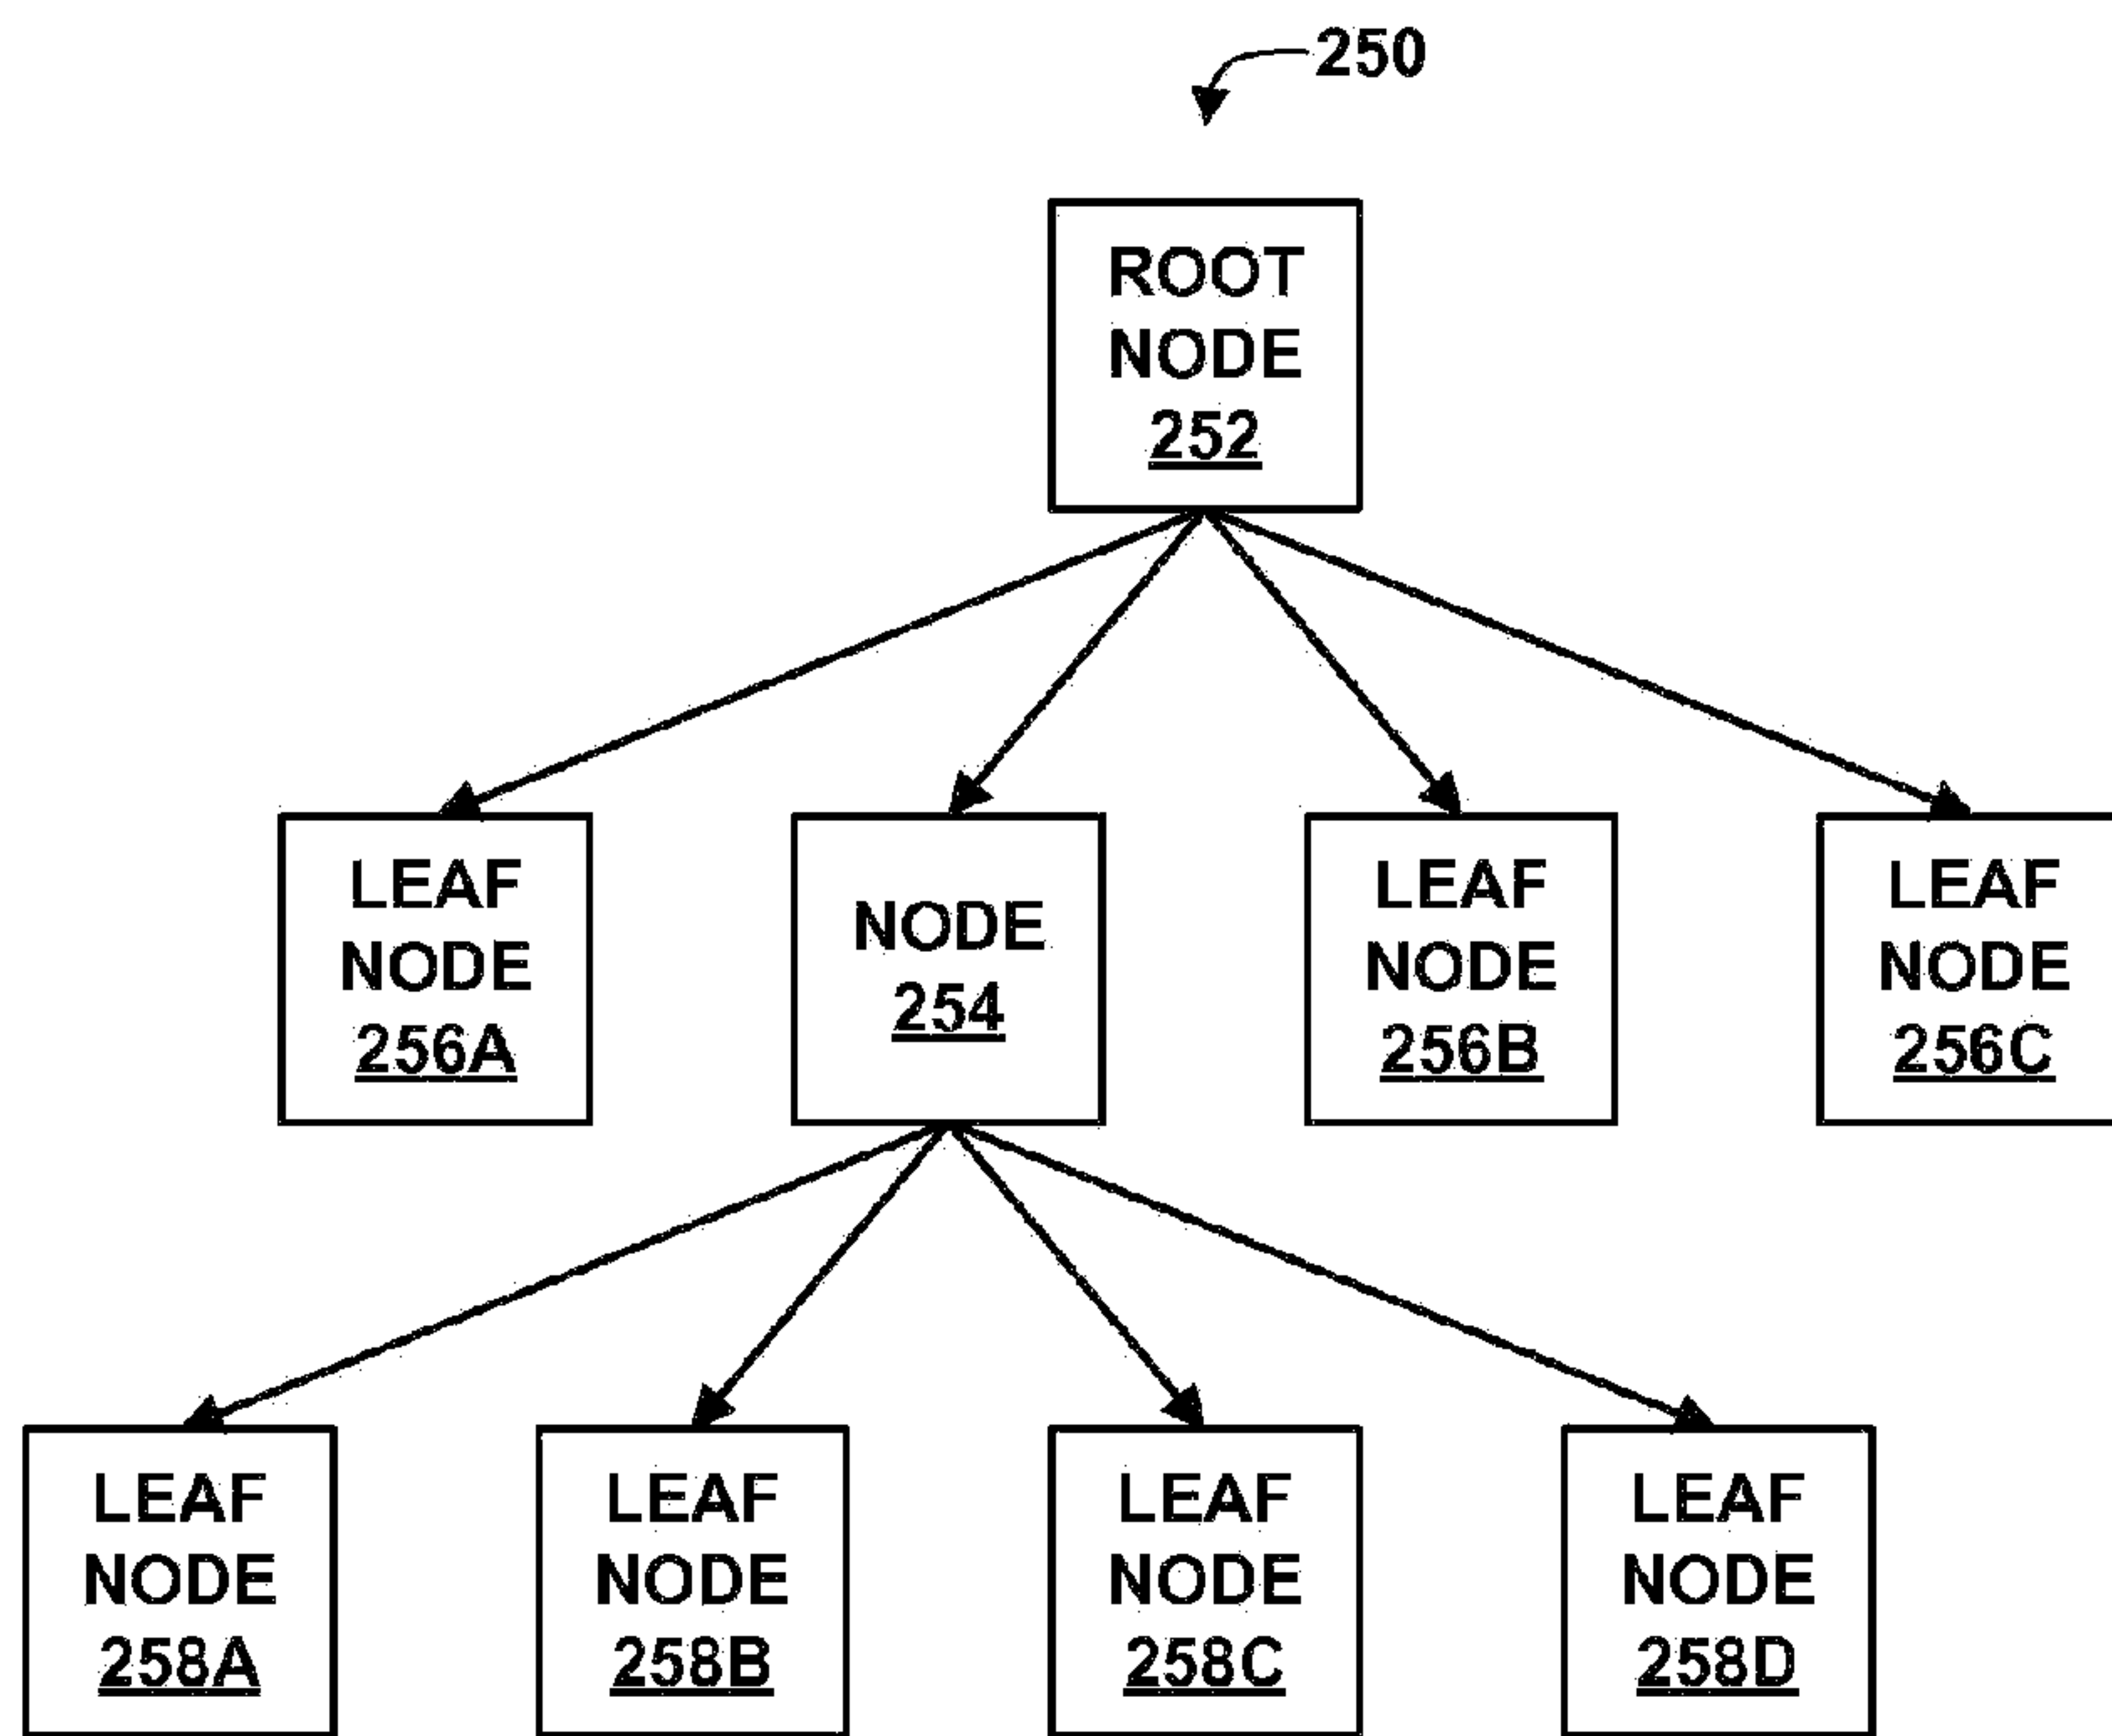 250
ROOT
NODE
252
LEAF
NODE
256A
NODE
254
LEAF
NODE
256B
LEAF
NODE
256C
LEAF
NODE
258A
LEAF
NODE
258B
LEAF
NODE
258C
LEAF
NODE
258D